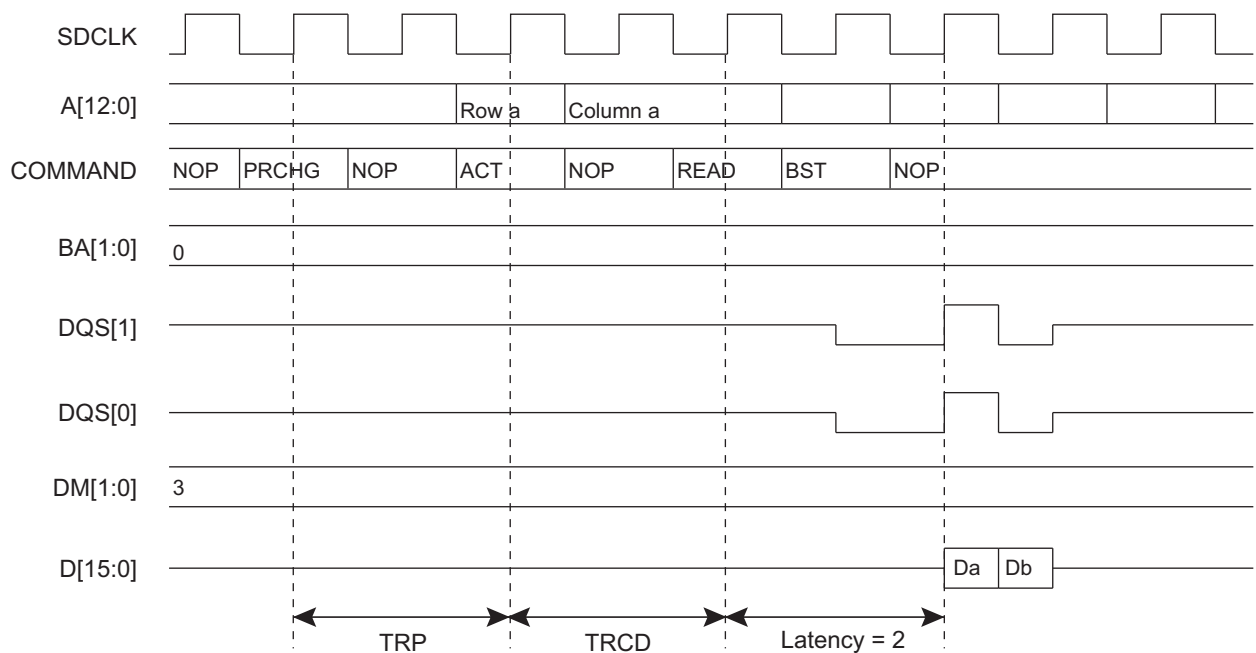 SDCLK
A[12:0] Row a Column a
COMMAND NOP PRCHG NOP ACT NOP READ BST NOP
BA[1:0] 0
DQS[1]
DQS[0]
DM[1:0] 3
D[15:0] Da Db
TRP TRCD Latency = 2